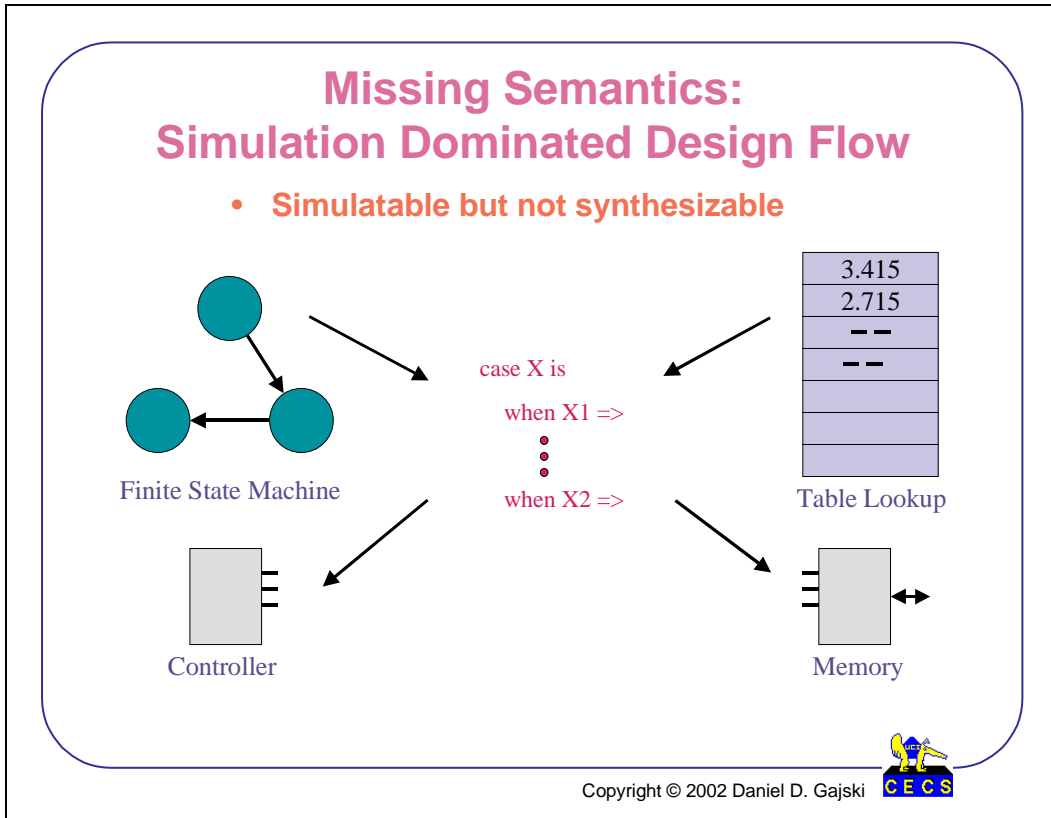 Missing Semantics:
Simulation Dominated Design Flow
• Simulatable but not synthesizable
3.415
2.715
case X is
when X1 =>
when X2 =>
Finite State Machine
Table Lookup
Controller
Memory
UCI
CECS
Copyright © 2002 Daniel D. Gajski